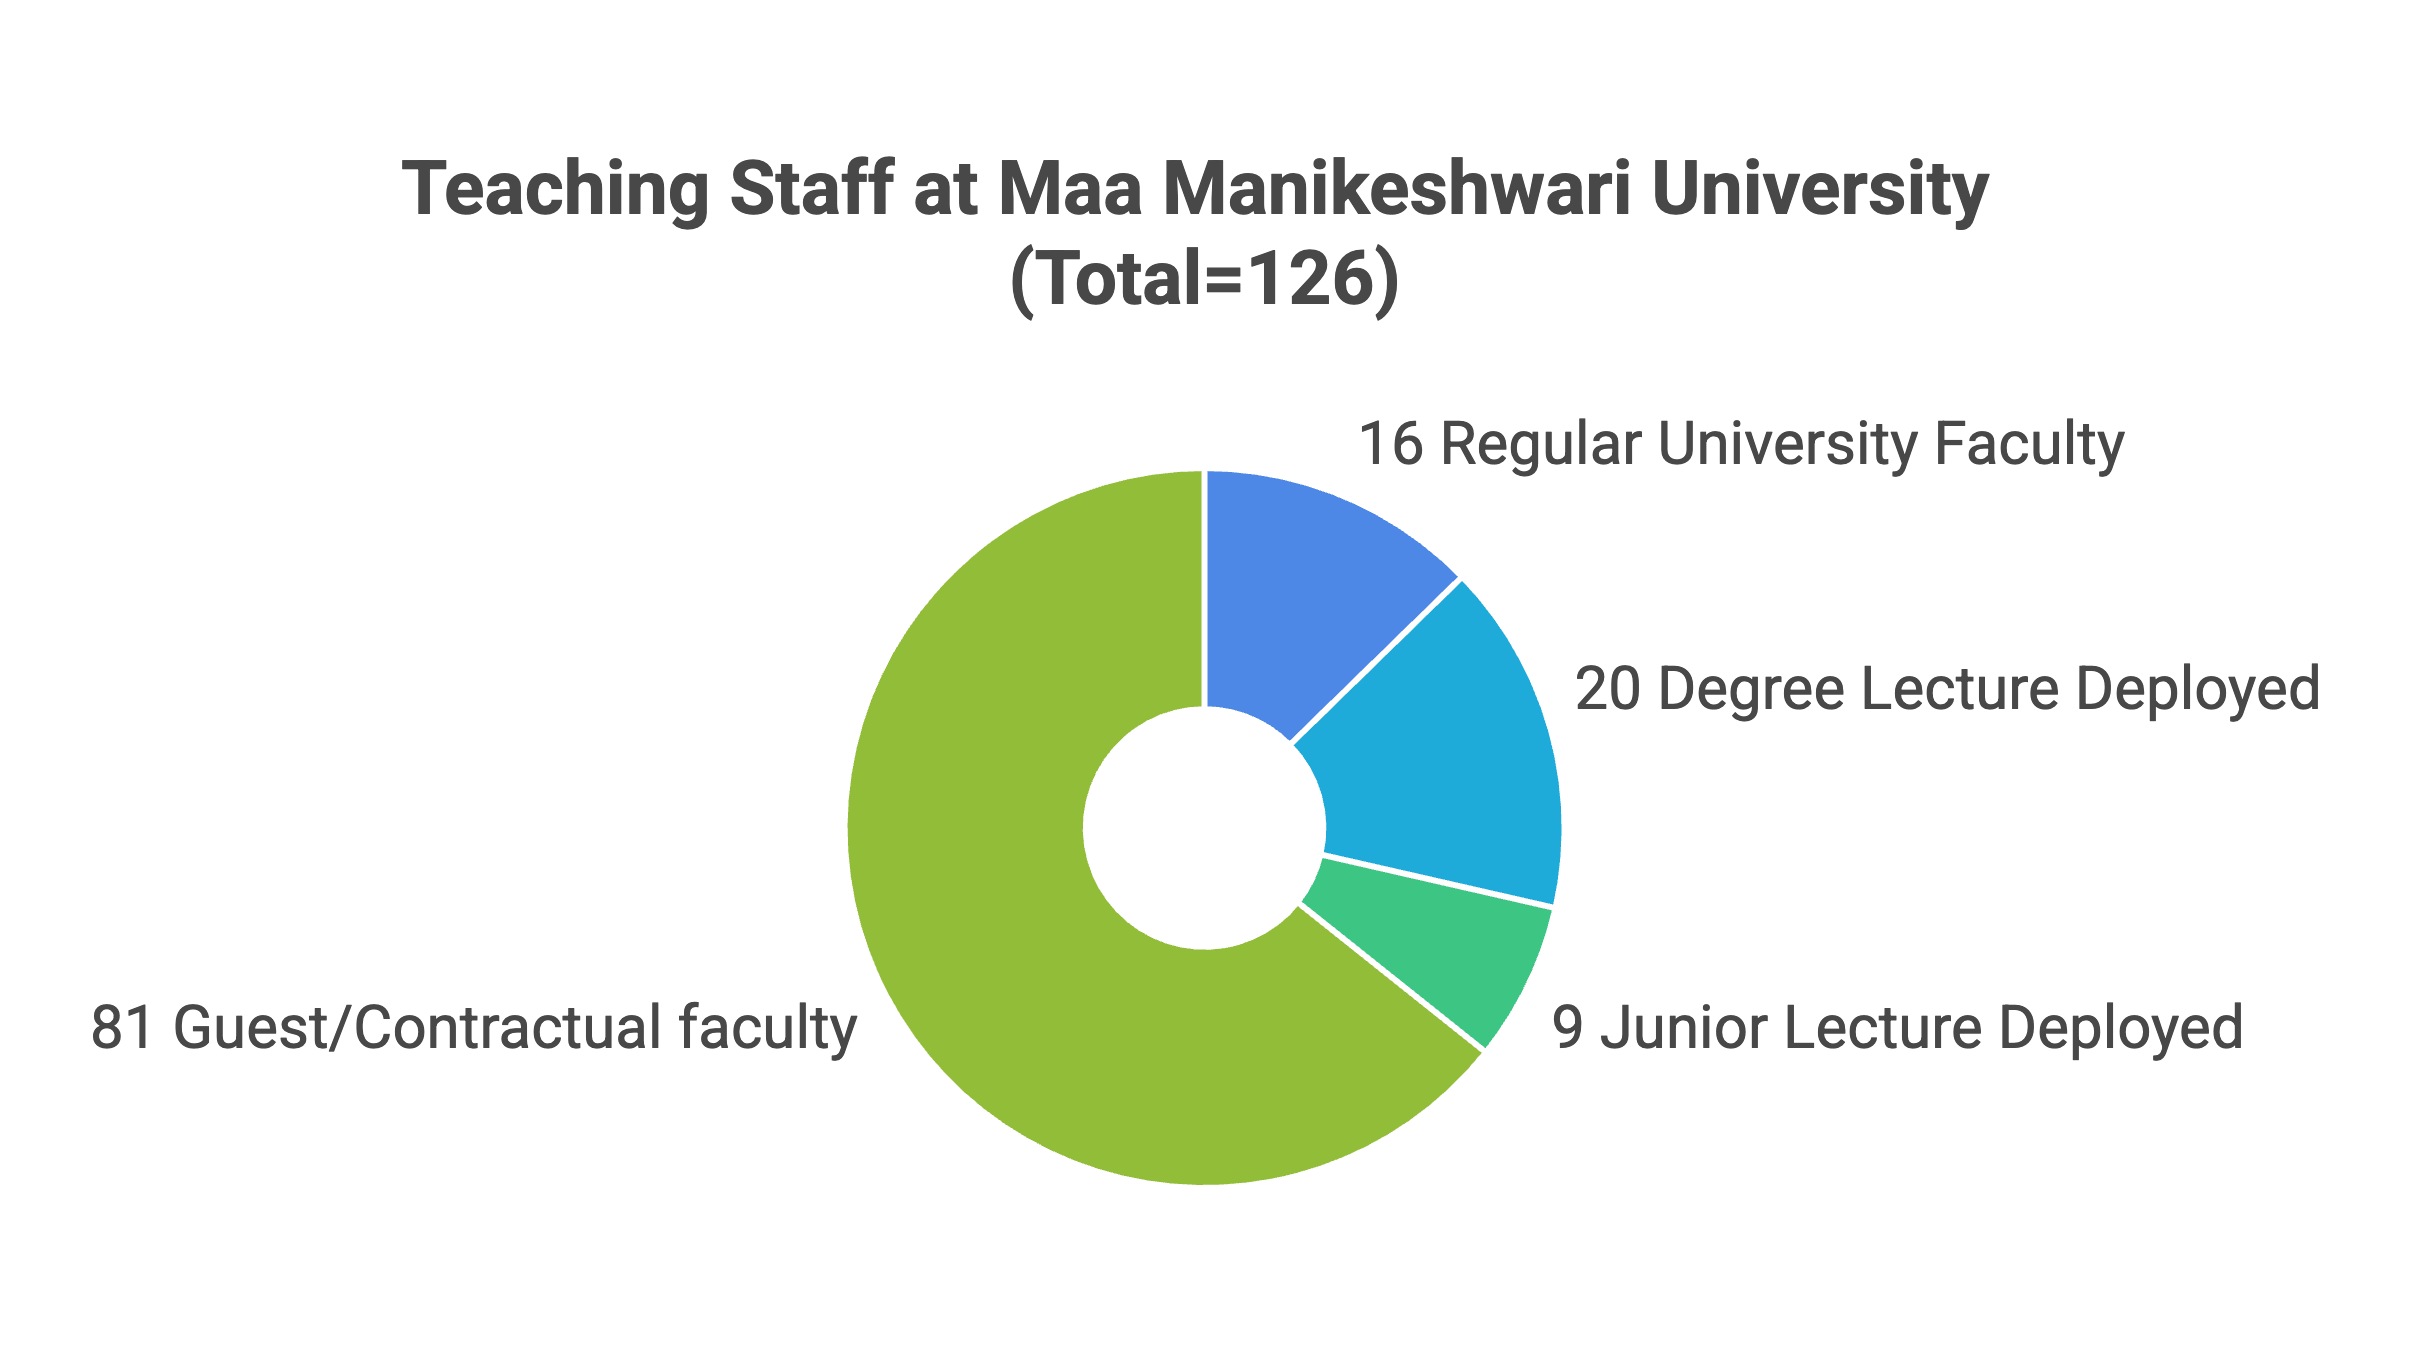 Teaching Staff at Maa Manikeshwari University
(Total=126)
16 Regular University Faculty
20 Degree Lecture Deployed
9 Junior Lecture Deployed
81 Guest/Contractual faculty